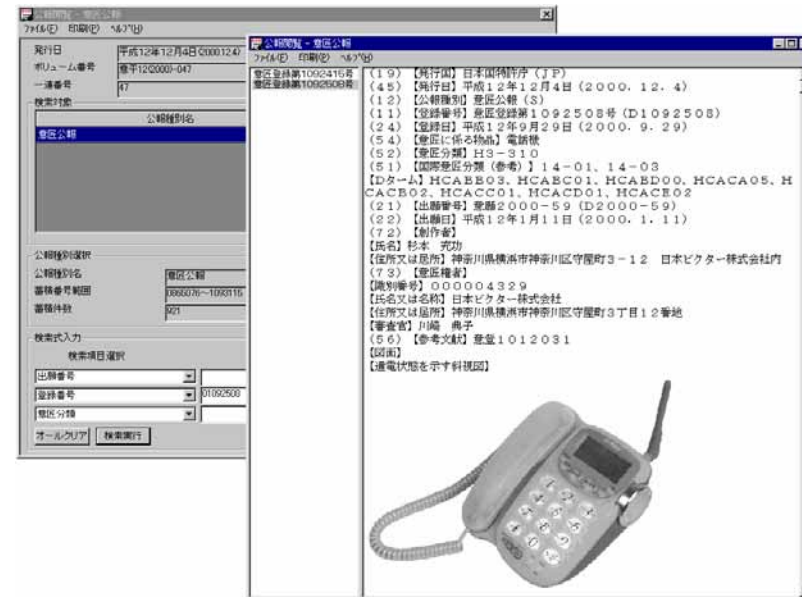 公報閲覧 - 意匠公報
ファイル(F) 印刷(P) ヘルプ(H)
発行日 平成12年12月4日(20001204)
ボリューム番号 意平12(2000)-047
一連番号 47
検索対象
公報種別名
意匠公報
公報種別選択
公報種別名 意匠公報
蓄積番号範囲
蓄積件数 921
検索式入力
検索項目選択
出願番号
登録番号 01092508
意匠分類
オールクリア 検索実行
公報閲覧 - 意匠公報
ファイル(F) 印刷(P) ヘルプ(H)
意匠登録第1092415号
意匠登録第1092508号
(19)【発行国】日本国特許庁(JP)
(45)【発行日】平成12年12月4日(2000.12.4)
(12)【公報種別】意匠公報(S)
(11)【登録番号】意匠登録第1092508号(D1092508)
(24)【登録日】平成12年9月29日(2000.9.29)
(54)【意匠に係る物品】電話機
(52)【意匠分類】H3-310
(51)【国際意匠分類(参考)】14-01、14-03
【Dターム】HCABB03、HCABC01、HCABD00、HCACA05、H
CACB02、HCACC01、HCACD01、HCACE02
(21)【出願番号】意願2000-59(D2000-59)
(22)【出願日】平成12年1月11日(2000.1.11)
(72)【創作者】
【氏名】杉本 充功
【住所又は居所】神奈川県横浜市神奈川区守屋町3-12 日本ビクター株式会社内
(73)【意匠権者】
【識別番号】000004329
【氏名又は名称】日本ビクター株式会社
【住所又は居所】神奈川県横浜市神奈川区守屋町3丁目12番地
【審査官】川崎 典子
(56)【参考文献】意登1012031
【図面】
【通電状態を示す斜視図】